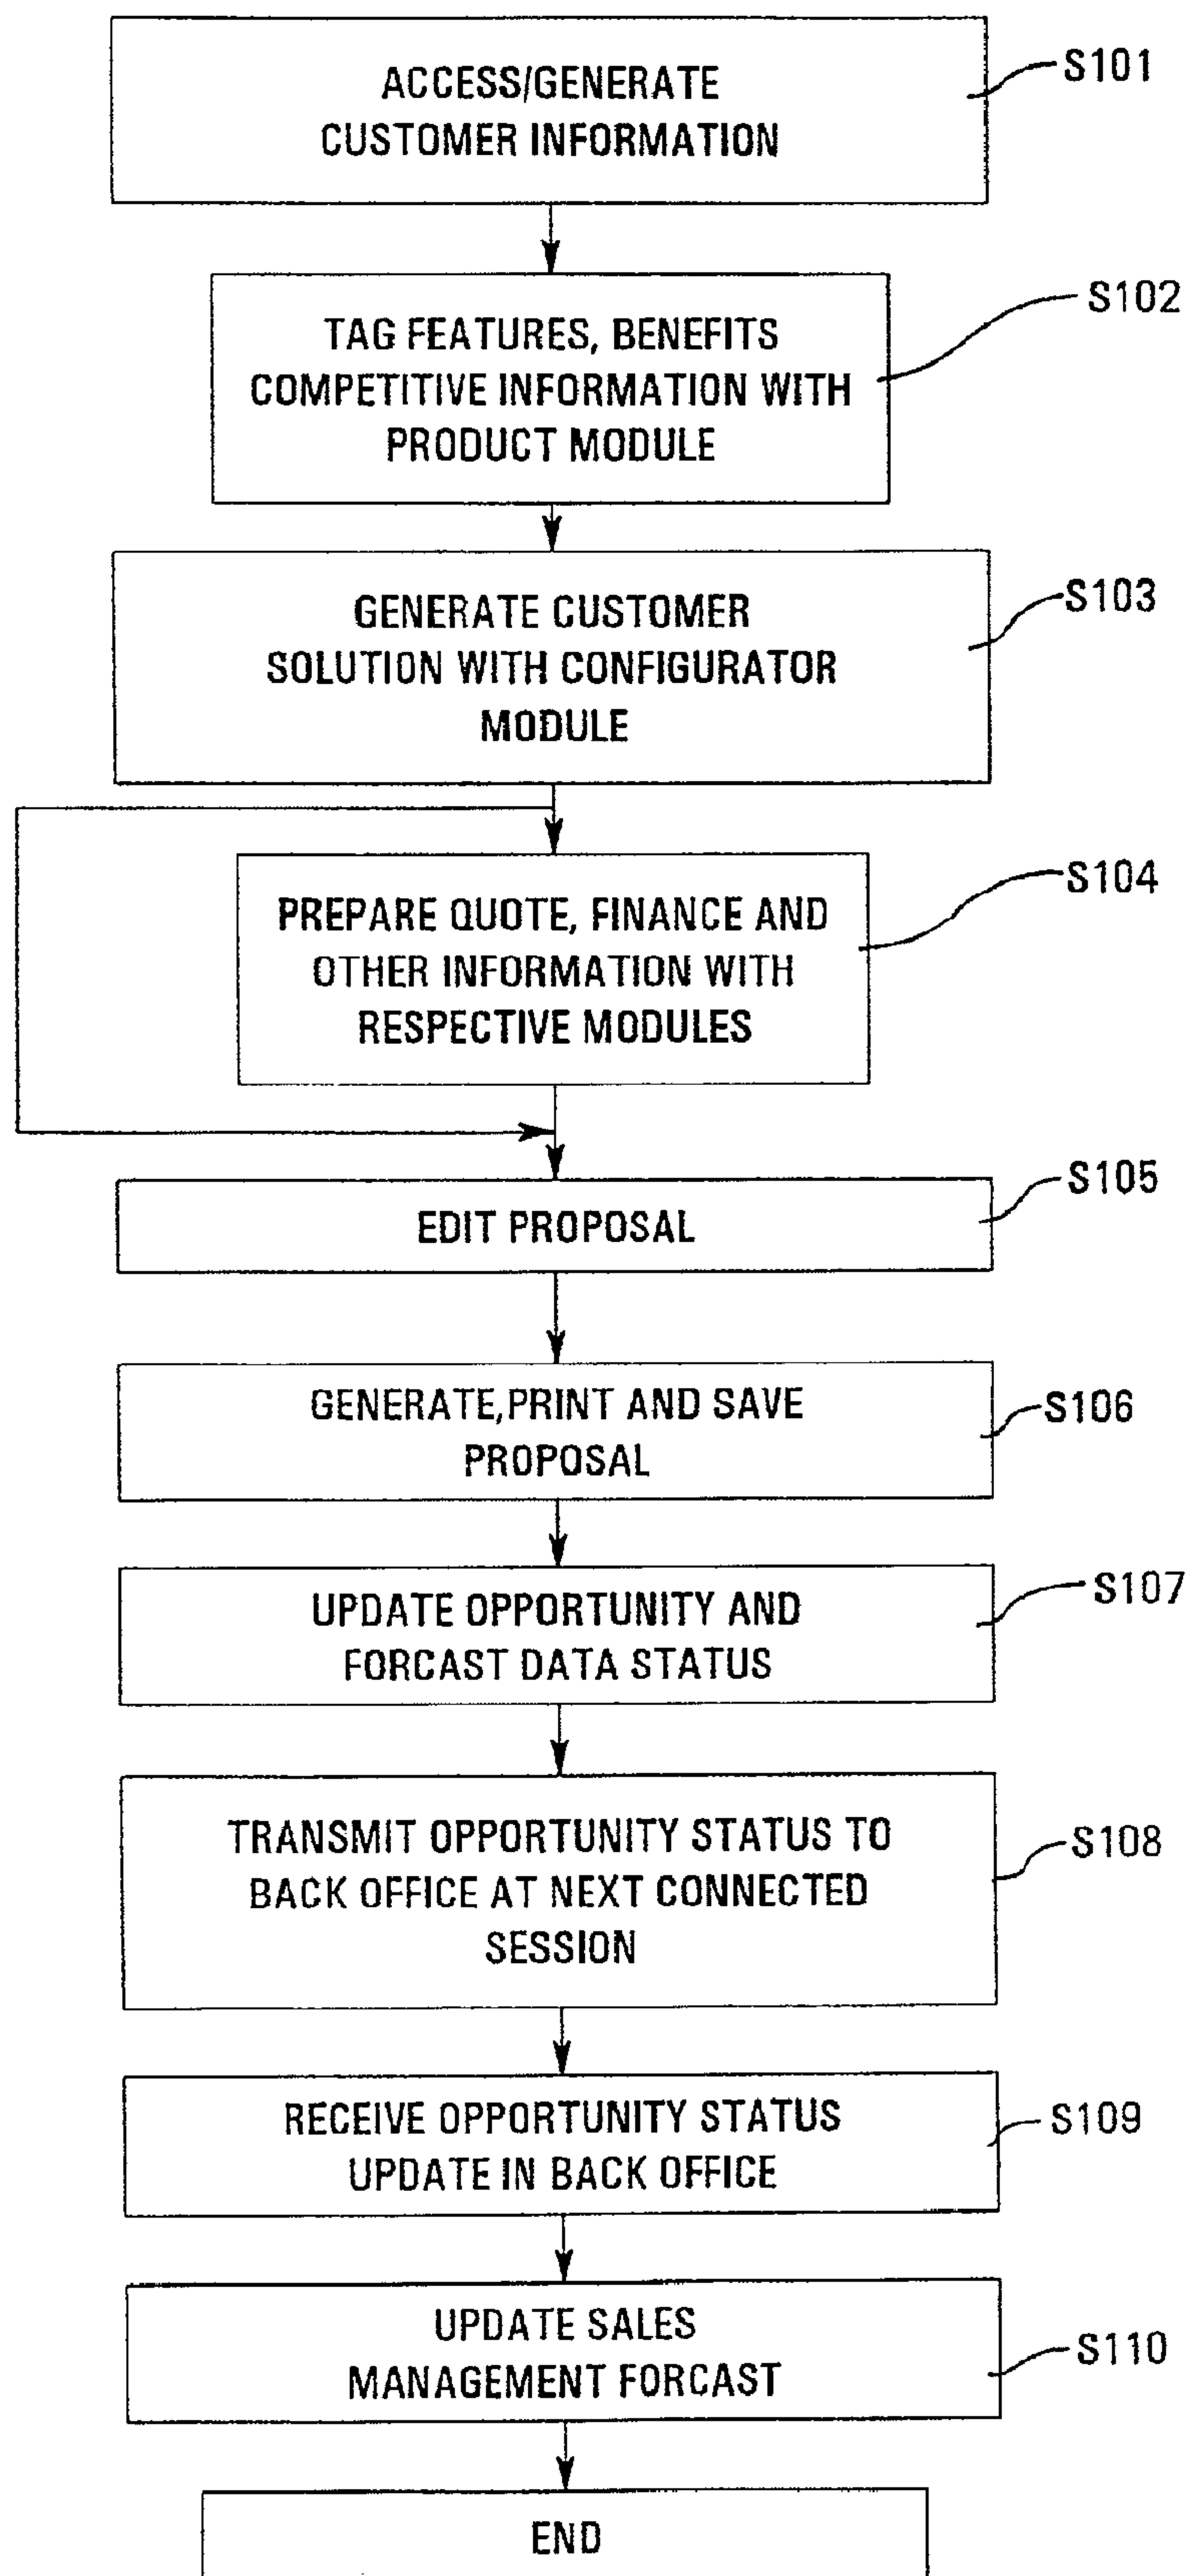 ACCESS/GENERATE
CUSTOMER INFORMATION
S101
TAG FEATURES, BENEFITS
COMPETITIVE INFORMATION WITH
PRODUCT MODULE
S102
GENERATE CUSTOMER
SOLUTION WITH CONFIGURATOR
MODULE
S103
PREPARE QUOTE, FINANCE AND
OTHER INFORMATION WITH
RESPECTIVE MODULES
S104
EDIT PROPOSAL
S105
GENERATE, PRINT AND SAVE
PROPOSAL
S106
UPDATE OPPORTUNITY AND
FORCAST DATA STATUS
S107
TRANSMIT OPPORTUNITY STATUS TO
BACK OFFICE AT NEXT CONNECTED
SESSION
S108
RECEIVE OPPORTUNITY STATUS
UPDATE IN BACK OFFICE
S109
UPDATE SALES
MANAGEMENT FORCAST
S110
END